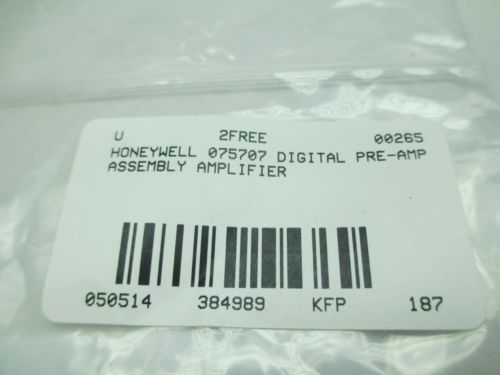 U 2FREE 00265
HONEYWELL 075707 DIGITAL PRE-AMP
ASSEMBLY AMPLIFIER
050514 384989 KFP 187